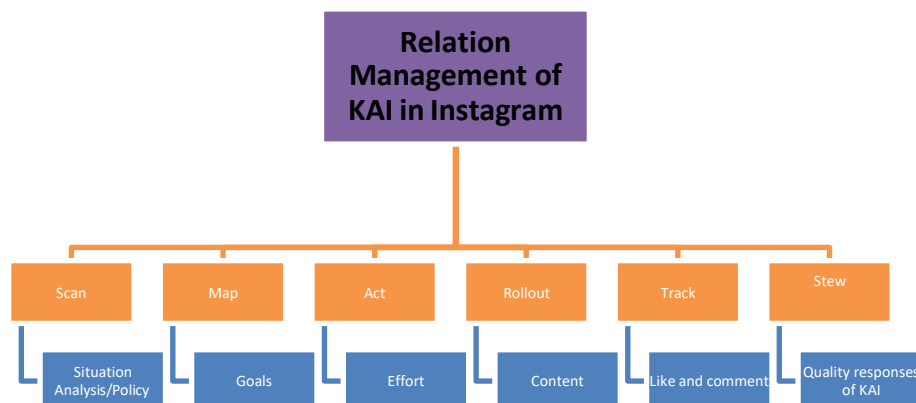 Relation
Management of
KAI in Instagram
Scan
Map
Act
Rollout
Track
Stew
Situation
Analysis/Policy
Goals
Effort
Content
Like and comment
Quality responses
of KAI